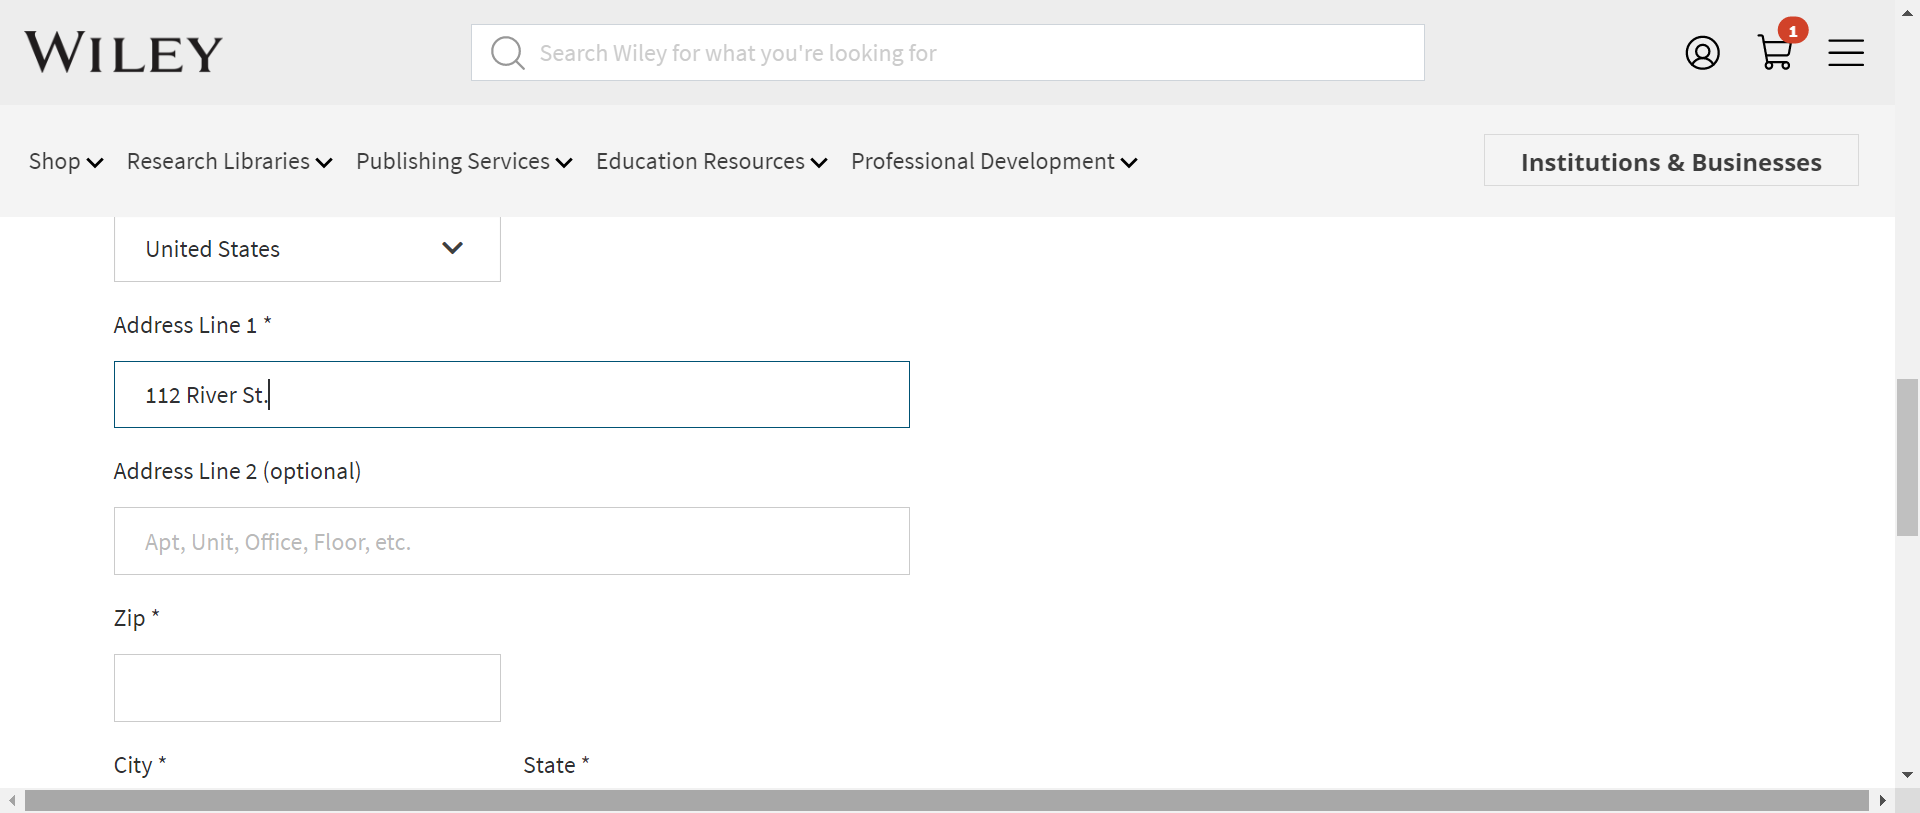 WILEY
Search Wiley for what you're looking for
1
Shop Research Libraries Publishing Services Education Resources Professional Development
Institutions & Businesses
United States
Address Line 1 *
112 River St.
Address Line 2 (optional)
Apt, Unit, Office, Floor, etc.
Zip *
City * State *